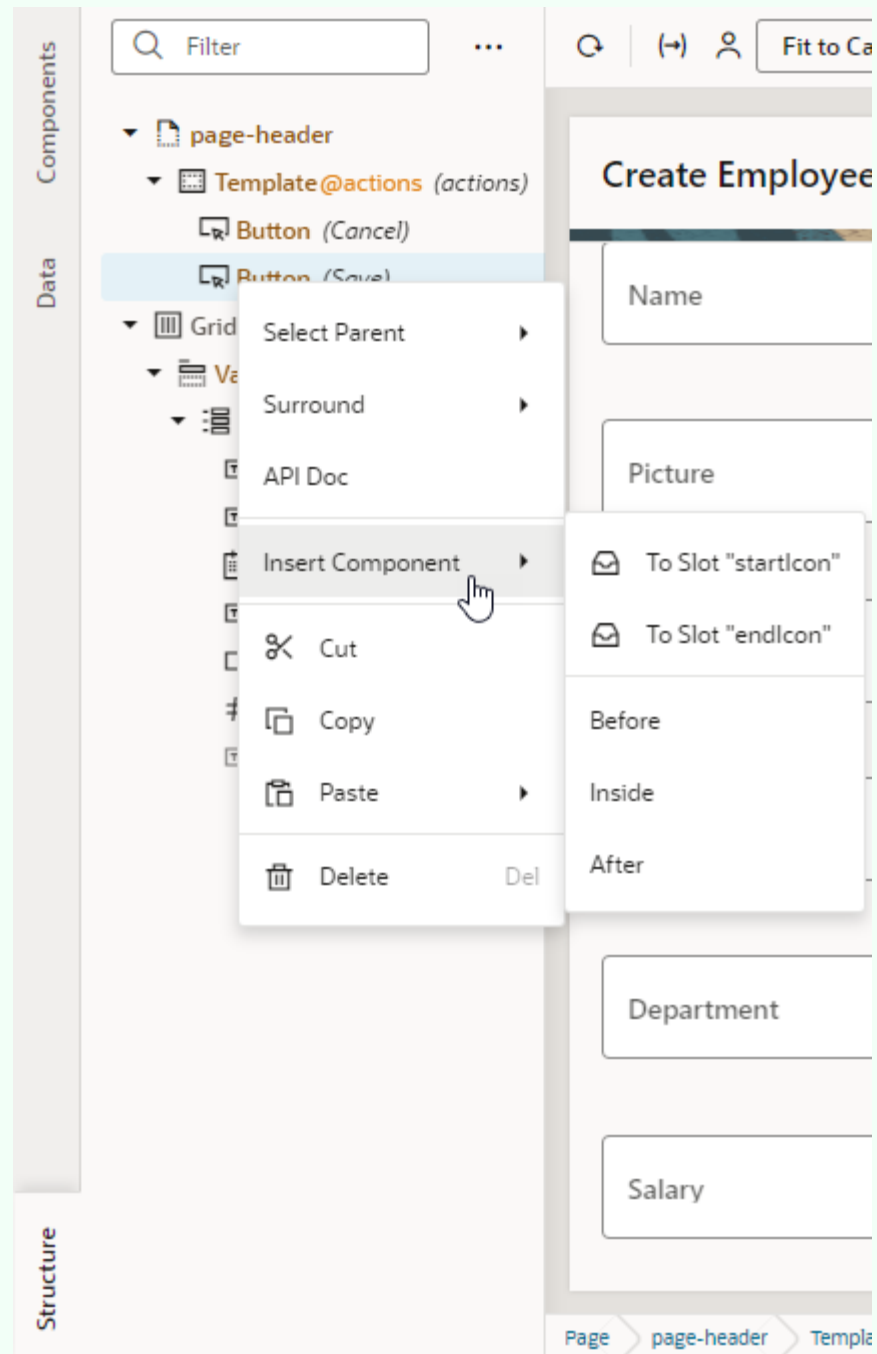 Components
Data
Structure
Filter
...
page-header
Template@actions (actions)
Button (Cancel)
Button (Save)
Grid
Select Parent
Surround
API Doc
Insert Component
Cut
Copy
Paste
Delete Del
To Slot "startIcon"
To Slot "endIcon"
Before
Inside
After
Fit to Ca
Create Employee
Name
Picture
Department
Salary
Page
page-header
Templa